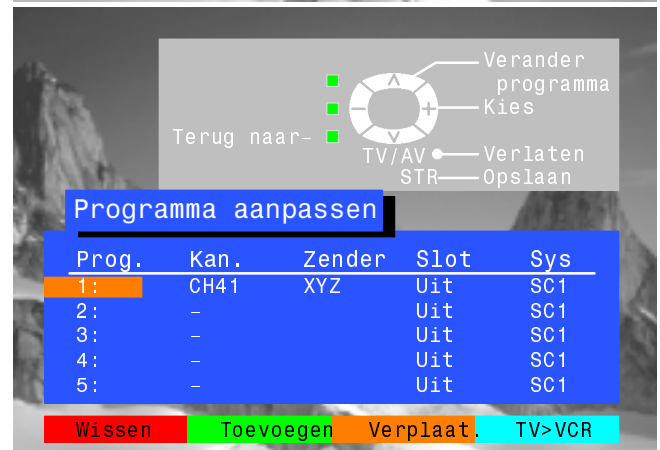 Verander
programma
Kies
Terug naar-
TV/AV Verlaten
STR Opslaan
Programma aanpassen
Prog. Kan. Zender Slot Sys
1: CH41 XYZ Uit SC1
2: - Uit SC1
3: - Uit SC1
4: - Uit SC1
5: - Uit SC1
Wissen Toevoegen Verplaat. TV>VCR